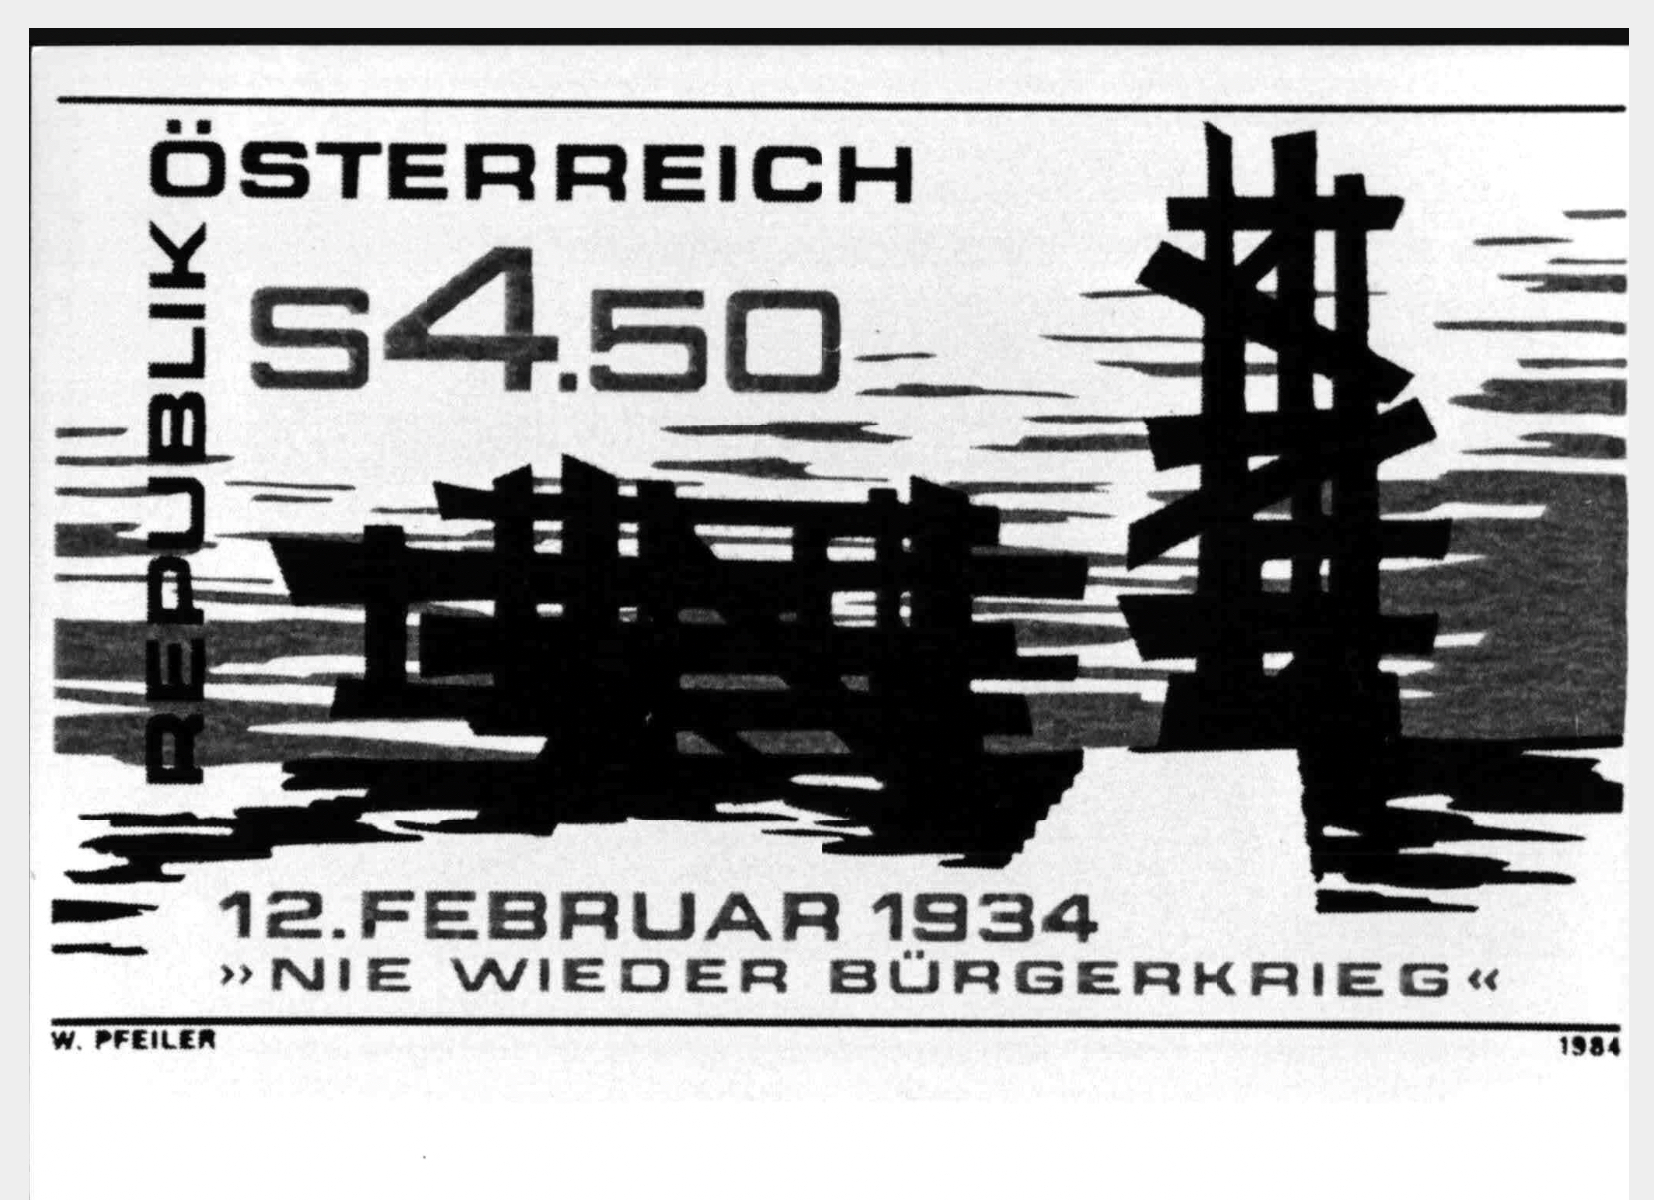 REPUBLIK
ÖSTERREICH
S4.50
12. FEBRUAR 1934
»NIE WIEDER BÜRGERKRIEG«
W. PFEILER
1984